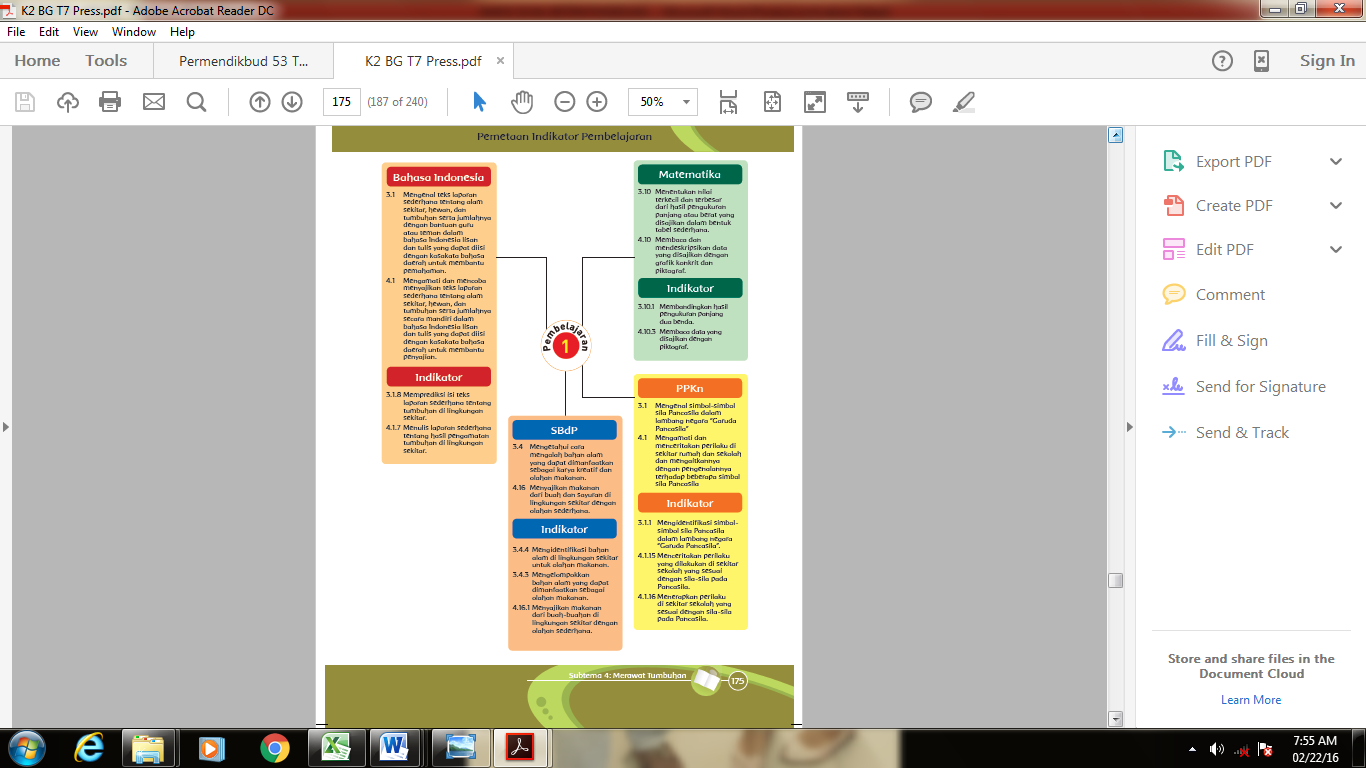 K2 BG T7 Press.pdf - Adobe Acrobat Reader DC
File Edit View Window Help
Home Tools Permendikbud 53 T... K2 BG T7 Press.pdf × Sign In
175 (187 of 240) 50%
Pemetaan Indikator Pembelajaran
Bahasa Indonesia
3.1 Mengenal teks laporan
sederhana tentang alam
sekitar, hewan, dan
tumbuhan serta jumlahnya
dengan bantuan guru
atau teman dalam
bahasa Indonesia lisan
dan tulis yang dapat diisi
dengan kosakata bahasa
daerah untuk membantu
pemahaman.
4.1 Mengamati dan mencoba
menyajikan teks laporan
sederhana tentang alam
sekitar, hewan, dan
tumbuhan serta jumlahnya
secara mandiri dalam
bahasa Indonesia lisan
dan tulis yang dapat diisi
dengan kosakata bahasa
daerah untuk membantu
penyajian.
Indikator
3.1.8 Memprediksi isi teks
laporan sederhana tentang
tumbuhan di lingkungan
sekitar.
4.1.7 Menulis laporan sederhana
tentang hasil pengamatan
tumbuhan di lingkungan
sekitar.
Pembelajaran
1
SBdP
3.4 Mengetahui cara
mengolah bahan alam
yang dapat dimanfaatkan
sebagai karya kreatif dan
olahan makanan.
4.16 Menyajikan makanan
dari buah dan sayuran di
lingkungan sekitar dengan
olahan sederhana.
Indikator
3.4.4 Mengidentifikasi bahan
alam di lingkungan sekitar
untuk olahan makanan.
3.4.3 Mengelompokkan
bahan alam yang dapat
dimanfaatkan sebagai
olahan makanan.
4.16.1 Menyajikan makanan
dari buah-buahan di
lingkungan sekitar dengan
olahan sederhana.
Matematika
3.10 Menentukan nilai
terkecil dan terbesar
dari hasil pengukuran
panjang atau berat yang
disajikan dalam bentuk
tabel sederhana.
4.10 Membaca dan
mendeskripsikan data
yang disajikan dengan
grafik konkrit dan
piktograf.
Indikator
3.10.1 Membandingkan hasil
pengukuran panjang
dua benda.
4.10.3 Membaca data yang
disajikan dengan
piktograf.
PPKn
3.1 Mengenal simbol-simbol
sila Pancasila dalam
lambang negara "Garuda
Pancasila"
4.1 Mengamati dan
menceritakan perilaku di
sekitar rumah dan sekolah
dan mengaitkannya
dengan pengenalannya
terhadap beberapa simbol
sila Pancasila
Indikator
3.1.1 Mengidentifikasi simbol-
simbol sila Pancasila
dalam lambang negara
"Garuda Pancasila".
4.1.15 Menceritakan perilaku
yang dilakukan di sekitar
sekolah yang sesuai
dengan sila-sila pada
Pancasila.
4.1.16 Menerapkan perilaku
di sekitar sekolah yang
sesuai dengan sila-sila
pada Pancasila.
Subtema 4: Merawat Tumbuhan 175
Export PDF
Create PDF
Edit PDF
Comment
Fill & Sign
Send for Signature
Send & Track
Store and share files in the
Document Cloud
Learn More
7:55 AM
02/22/16